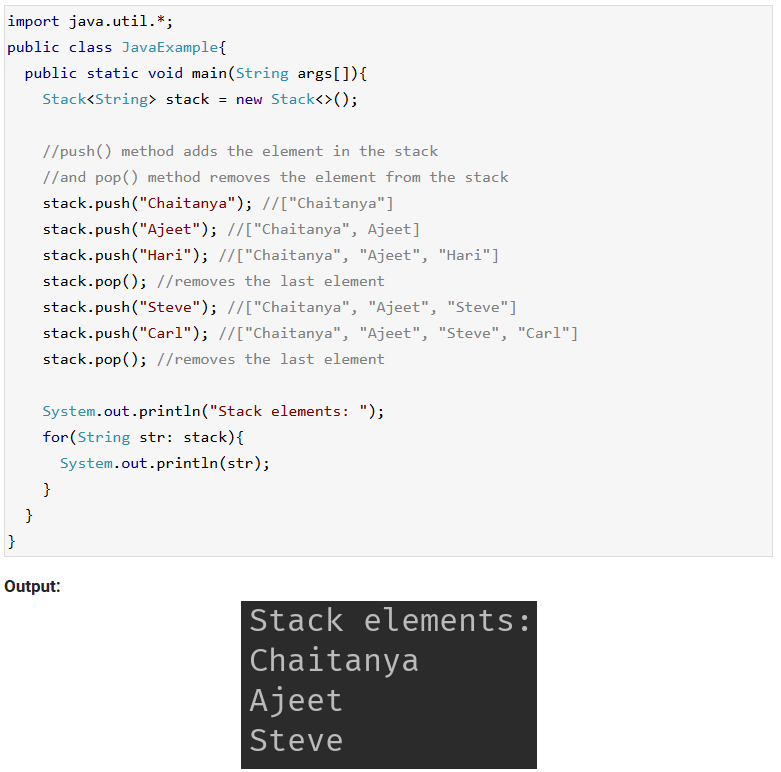 import java.util.*;
public class JavaExample{
  public static void main(String args[]){
    Stack<String> stack = new Stack<>();

    //push() method adds the element in the stack
    //and pop() method removes the element from the stack
    stack.push("Chaitanya"); //["Chaitanya"]
    stack.push("Ajeet"); //["Chaitanya", Ajeet]
    stack.push("Hari"); //["Chaitanya", "Ajeet", "Hari"]
    stack.pop(); //removes the last element
    stack.push("Steve"); //["Chaitanya", "Ajeet", "Steve"]
    stack.push("Carl"); //["Chaitanya", "Ajeet", "Steve", "Carl"]
    stack.pop(); //removes the last element

    System.out.println("Stack elements: ");
    for(String str: stack){
      System.out.println(str);
    }
  }
}
Output:
Stack elements:
Chaitanya
Ajeet
Steve